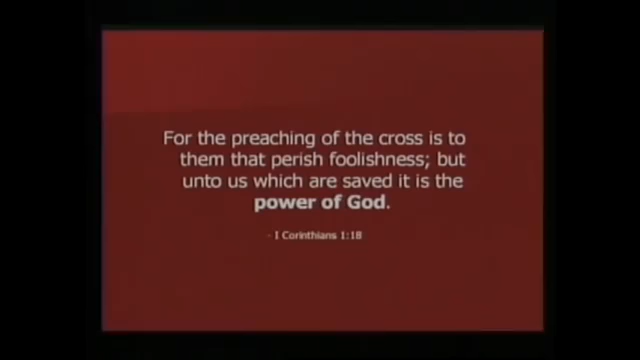 For the preaching of the cross is to
them that perish foolishness; but
unto us which are saved it is the
power of God.
- I Corinthians 1:18